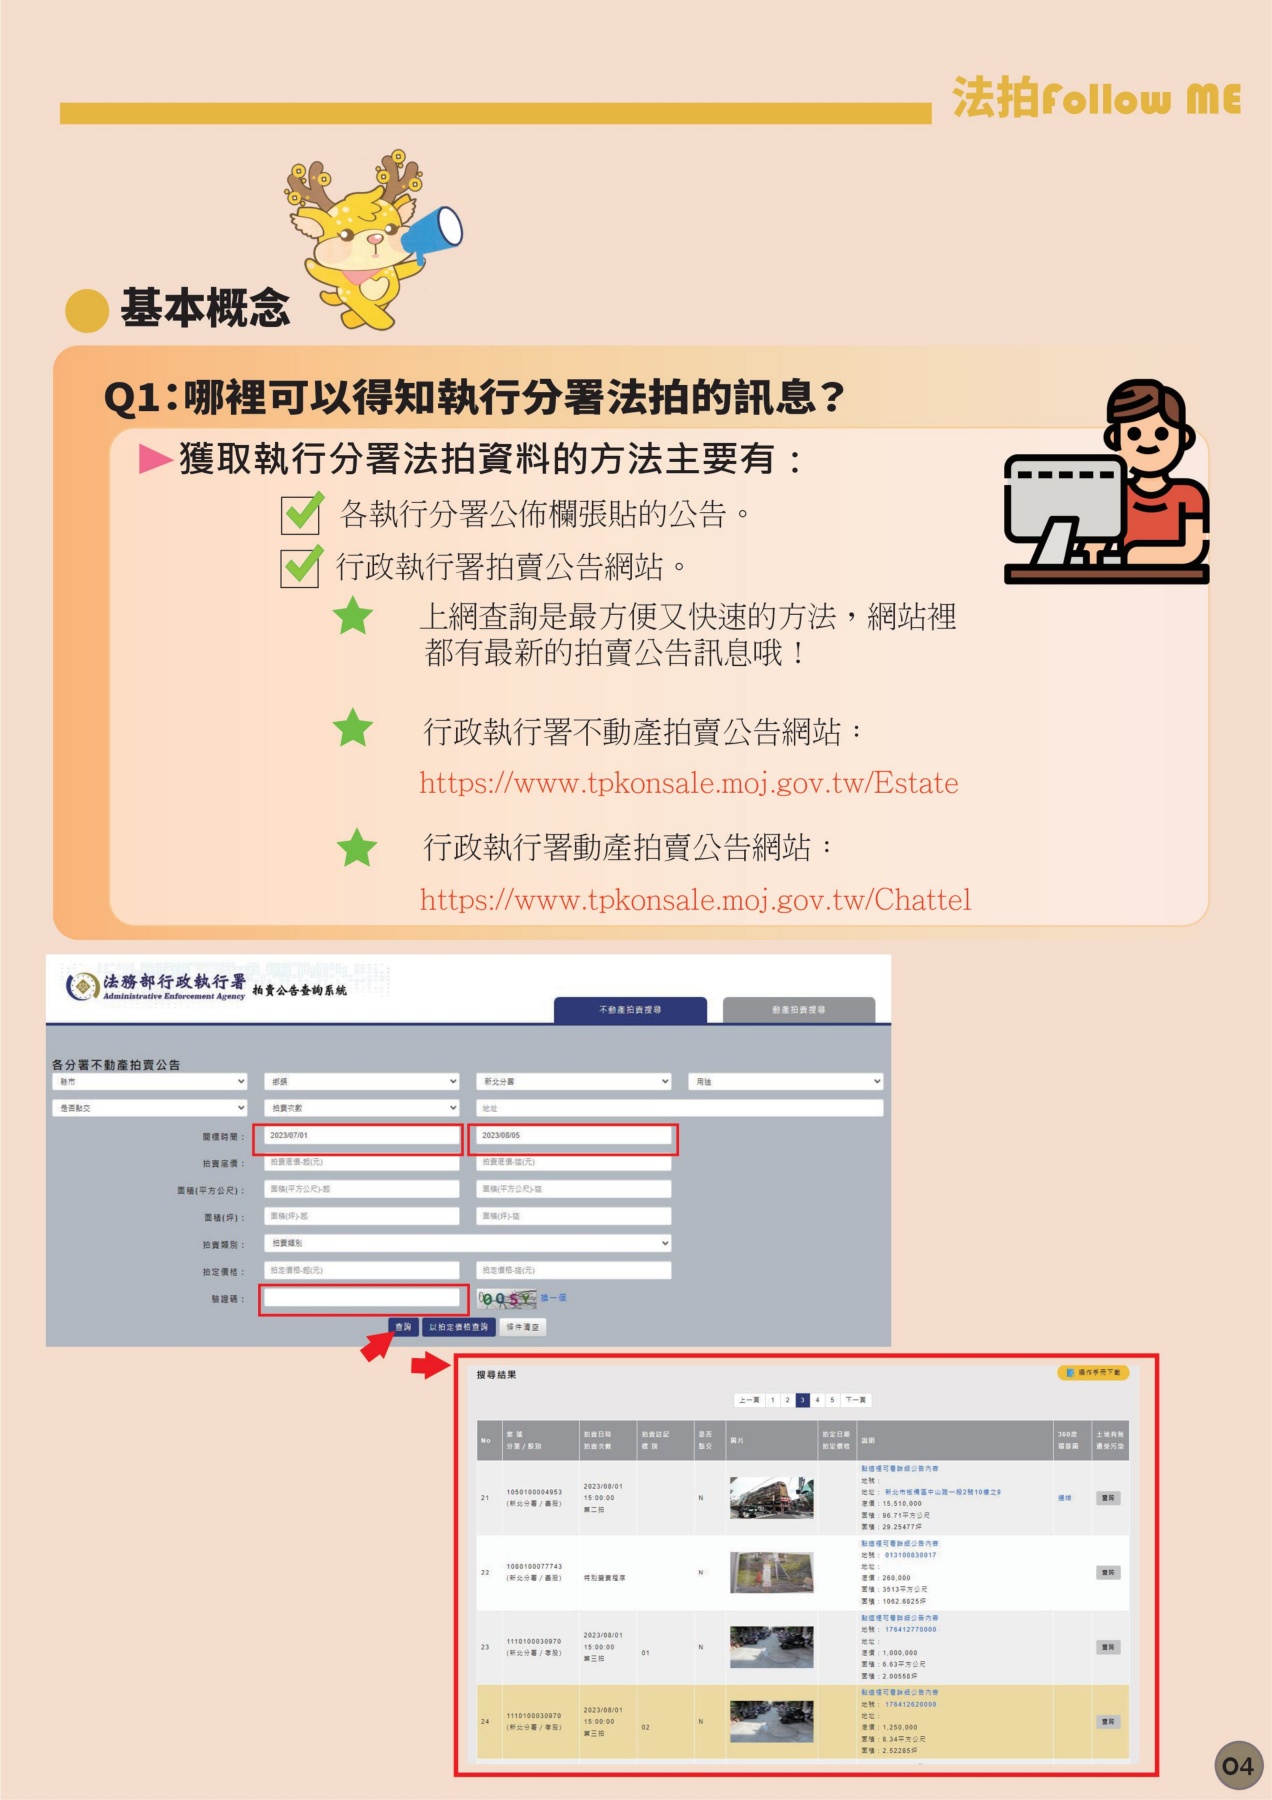 法拍Follow ME
基本概念
Q1:哪裡可以得知執行分署法拍的訊息?
獲取執行分署法拍資料的方法主要有：
各執行分署公佈欄張貼的公告。
行政執行署拍賣公告網站。
上網查詢是最方便又快速的方法，網站裡
都有最新的拍賣公告訊息哦！
行政執行署不動產拍賣公告網站：
https://www.tpkonsale.moj.gov.tw/Estate
行政執行署動產拍賣公告網站：
https://www.tpkonsale.moj.gov.tw/Chattel
法務部行政執行署
Administrative Enforcement Agency
拍賣公告查詢系統
不動產拍賣搜尋 動產拍賣搜尋
各分署不動產拍賣公告
縣市 鄉鎮 新北分署 用途
是否點交 拍賣次數 地址
開標時間： 2023/07/01 2023/08/05
拍賣底價： 拍賣底價-起(元) 拍賣底價-迄(元)
面積(平方公尺)： 面積(平方公尺)-起 面積(平方公尺)-迄
面積(坪)： 面積(坪)-起 面積(坪)-迄
拍賣類別： 拍賣類別
拍定價格： 拍定價格-起(元) 拍定價格-迄(元)
驗證碼： 換一個
查詢 以拍定價格查詢 條件清空
搜尋結果 操作手冊下載
上一頁 1 2 3 4 5 下一頁
No 案號 分署/股別 拍賣日時 拍賣次數 拍賣註記 標別 是否點交 圖片 拍定日期 拍定價格 說明 360度環景圖 土地有無遭受污染
點這裡可看詳細公告內容
地號：
21 1050100004953 (新北分署/義股) 2023/08/01 15:00:00 第二拍 N 地址：新北市板橋區中山路一段2號10樓之9 連結 查詢
底價：15,510,000
面積：96.71平方公尺
面積：29.25477坪
點這裡可看詳細公告內容
地號：013100830017
地址：
22 1080100077743 (新北分署/義股) 特別變賣程序 N 底價：260,000 查詢
面積：3513平方公尺
面積：1062.6825坪
點這裡可看詳細公告內容
地號：176412770000
地址：
23 1110100030970 (新北分署/孝股) 2023/08/01 15:00:00 第三拍 01 N 底價：1,000,000 查詢
面積：6.63平方公尺
面積：2.00558坪
點這裡可看詳細公告內容
地號：176412620000
地址：
24 1110100030970 (新北分署/孝股) 2023/08/01 15:00:00 第三拍 02 N 底價：1,250,000 查詢
面積：8.34平方公尺
面積：2.52285坪
04